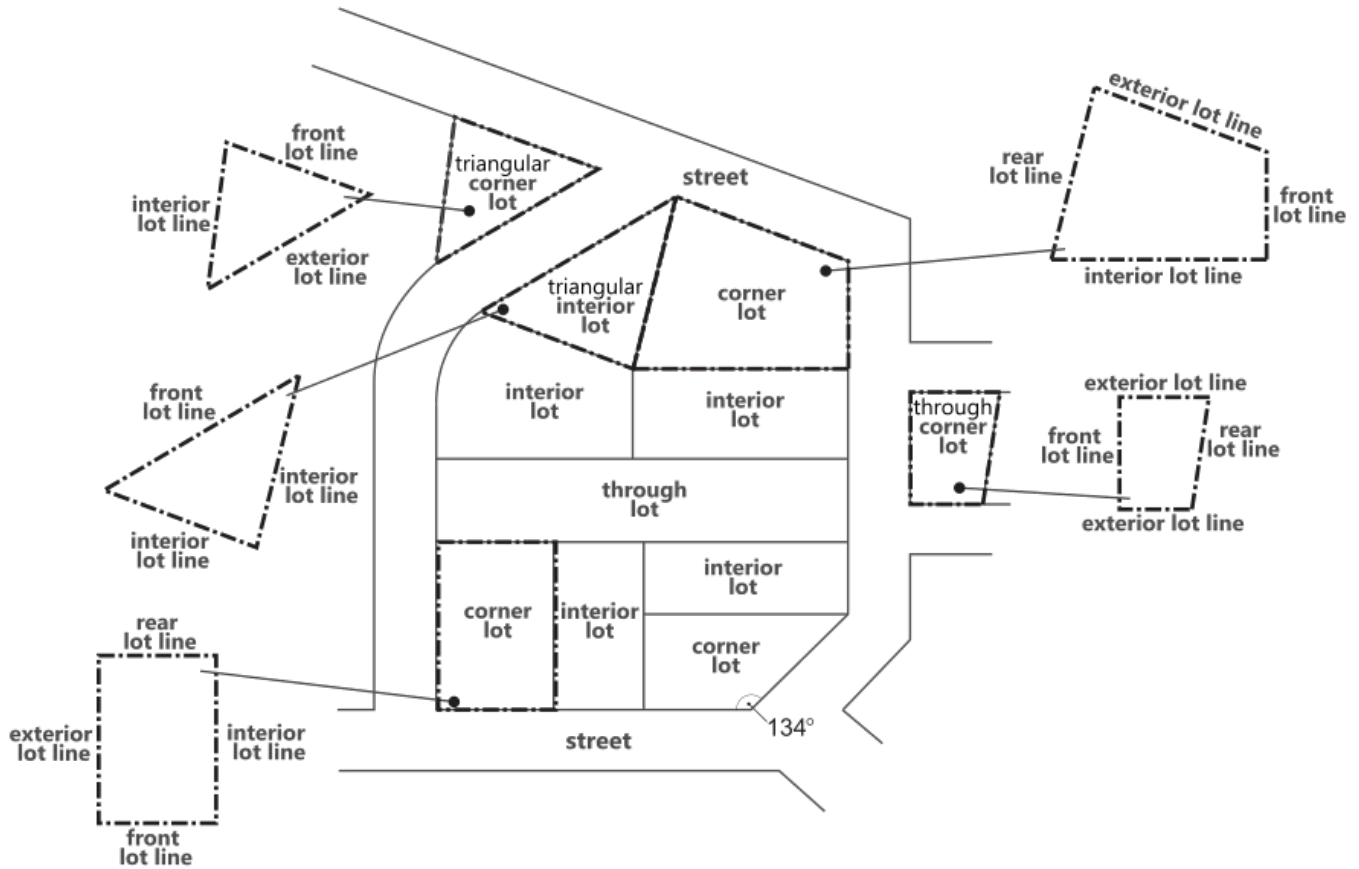 exterior lot line
front
lot line
triangular
corner
lot
street
rear
lot line
interior
lot line
front
lot line
exterior
lot line
interior lot line
triangular
interior
lot
corner
lot
front
lot line
interior
lot
interior
lot
exterior lot line
through
corner
lot
front
lot line
rear
lot line
interior
lot line
through
lot
exterior lot line
interior
lot line
interior
lot
corner
lot
interior
lot
rear
lot line
corner
lot
134°
exterior
lot line
interior
lot line
street
front
lot line